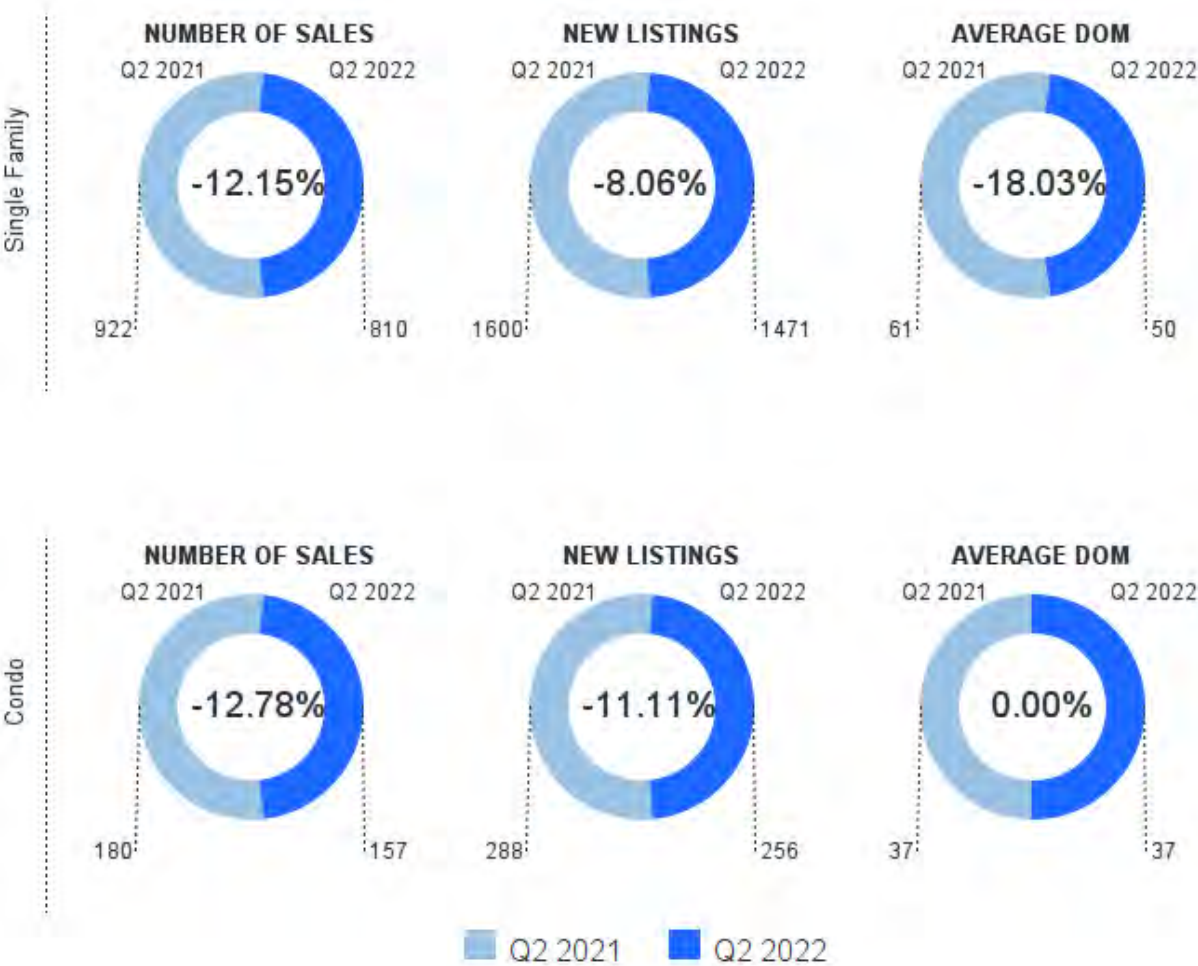 Single Family
NUMBER OF SALES
Q2 2021 Q2 2022
-12.15%
922 810
NEW LISTINGS
Q2 2021 Q2 2022
-8.06%
1600 1471
AVERAGE DOM
Q2 2021 Q2 2022
-18.03%
61 50
Condo
NUMBER OF SALES
Q2 2021 Q2 2022
-12.78%
180 157
NEW LISTINGS
Q2 2021 Q2 2022
-11.11%
288 256
AVERAGE DOM
Q2 2021 Q2 2022
0.00%
37 37
Q2 2021 Q2 2022